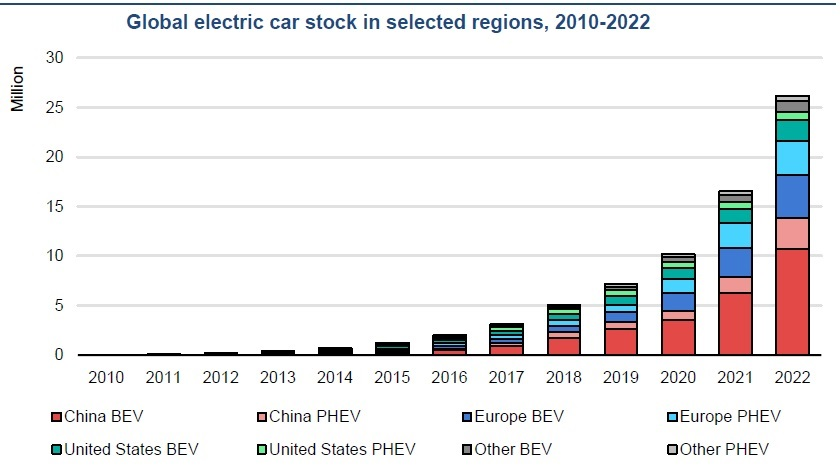 Global electric car stock in selected regions, 2010-2022
Million
30
25
20
15
10
5
0
2010 2011 2012 2013 2014 2015 2016 2017 2018 2019 2020 2021 2022
China BEV China PHEV Europe BEV Europe PHEV
United States BEV United States PHEV Other BEV Other PHEV